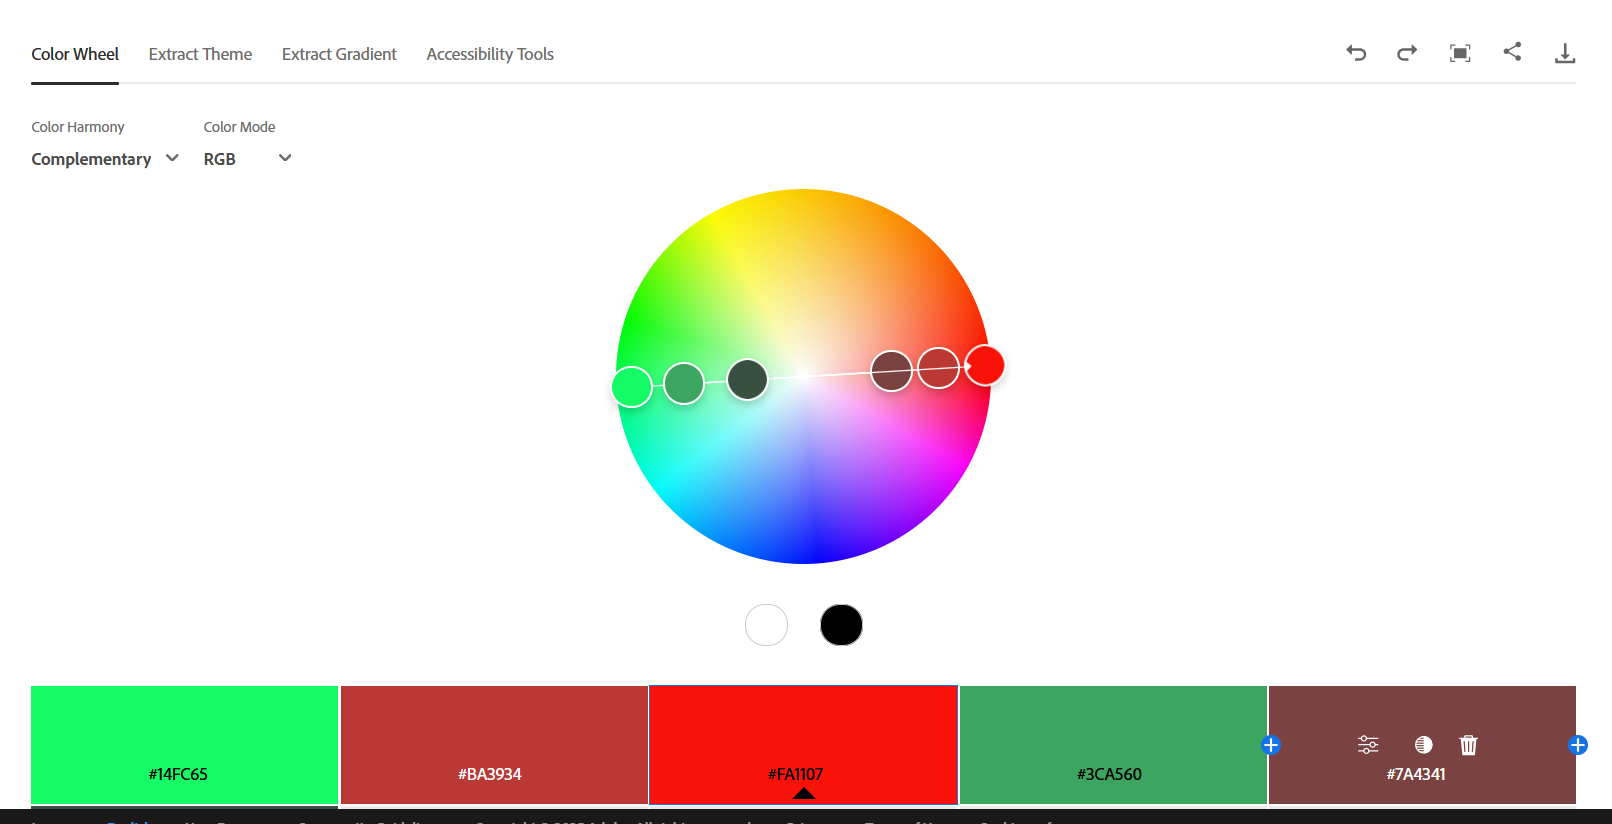 Color Wheel Extract Theme Extract Gradient Accessibility Tools
Color Harmony Color Mode
Complementary RGB
#14FC65 #BA3934 #FA1107 #3CA560 #7A4341